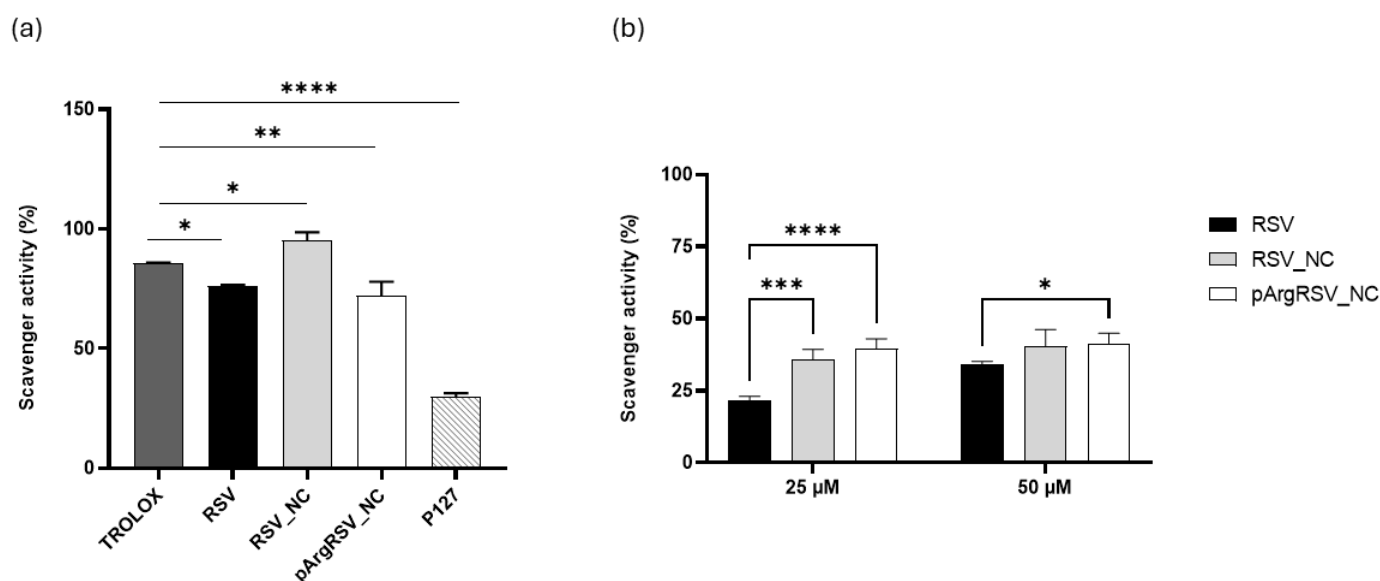 (a)
****
**
*
*
150
100
50
0
Scavenger activity (%)
TROLOX
RSV
RSV_NC
pArgRSV_NC
P127
(b)
100
75
50
25
0
Scavenger activity (%)
****
***
*
25 µM
50 µM
RSV
RSV_NC
pArgRSV_NC